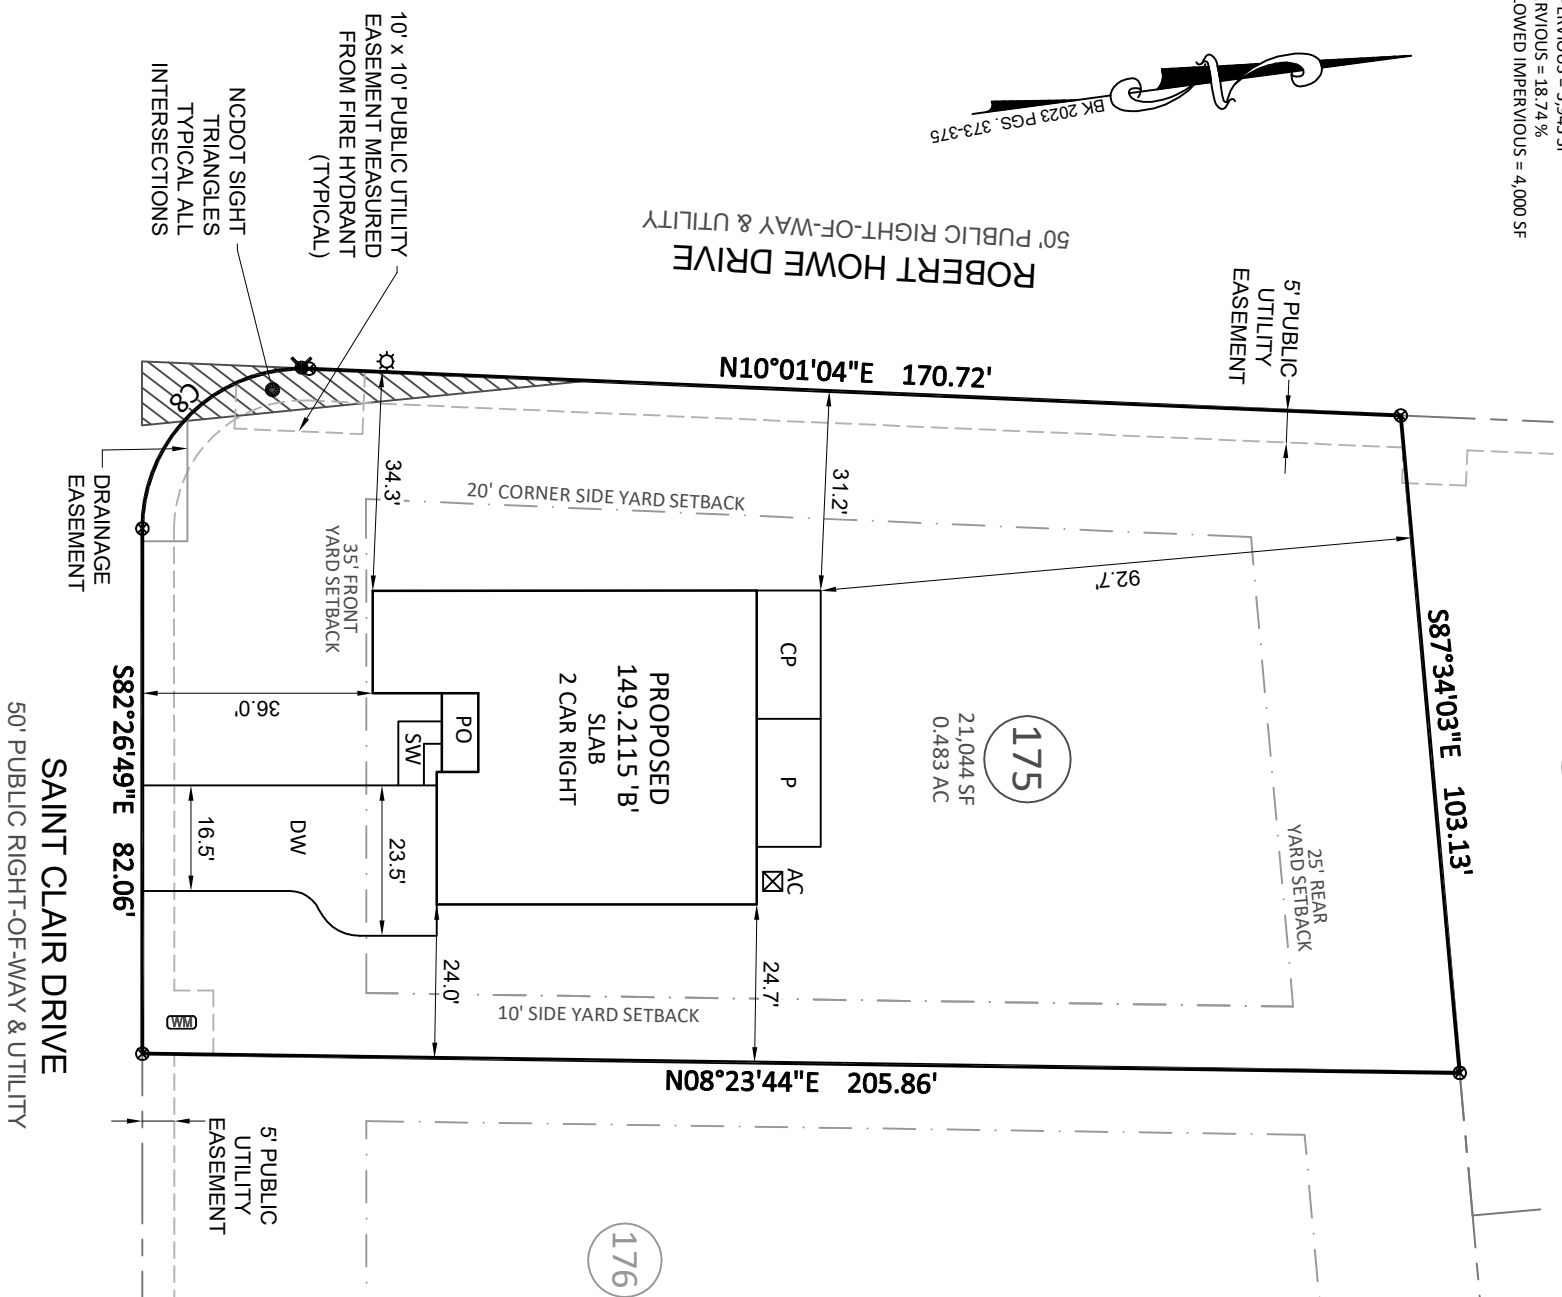 RVIOUS = 18.74%
LOWED IMPERVIOUS = 4,000 SF
10' x 10' PUBLIC UTILITY
EASEMENT MEASURED
FROM FIRE HYDRANT
(TYPICAL)
NCDOT SIGHT
TRIANGLES
TYPICAL ALL
INTERSECTIONS
BK 2023 PGS. 373-375
ROBERT HOWE DRIVE
50' PUBLIC RIGHT-OF-WAY & UTILITY
5' PUBLIC
UTILITY
EASEMENT
N10°01'04"E 170.72'
C8
DRAINAGE
EASEMENT
34.3'
31.2'
20' CORNER SIDE YARD SETBACK
35' FRONT
YARD SETBACK
92.7'
S87°34'03"E 103.13'
36.0'
PO
SW
PROPOSED
149.2115 'B'
SLAB
2 CAR RIGHT
CP
P
AC
175
21,044 SF
0.483 AC
25' REAR
YARD SETBACK
S82°26'49"E 82.06'
16.5'
DW
23.5'
24.0'
24.7'
10' SIDE YARD SETBACK
WM
N08°23'44"E 205.86'
SAINT CLAIR DRIVE
50' PUBLIC RIGHT-OF-WAY & UTILITY
5' PUBLIC
UTILITY
EASEMENT
176